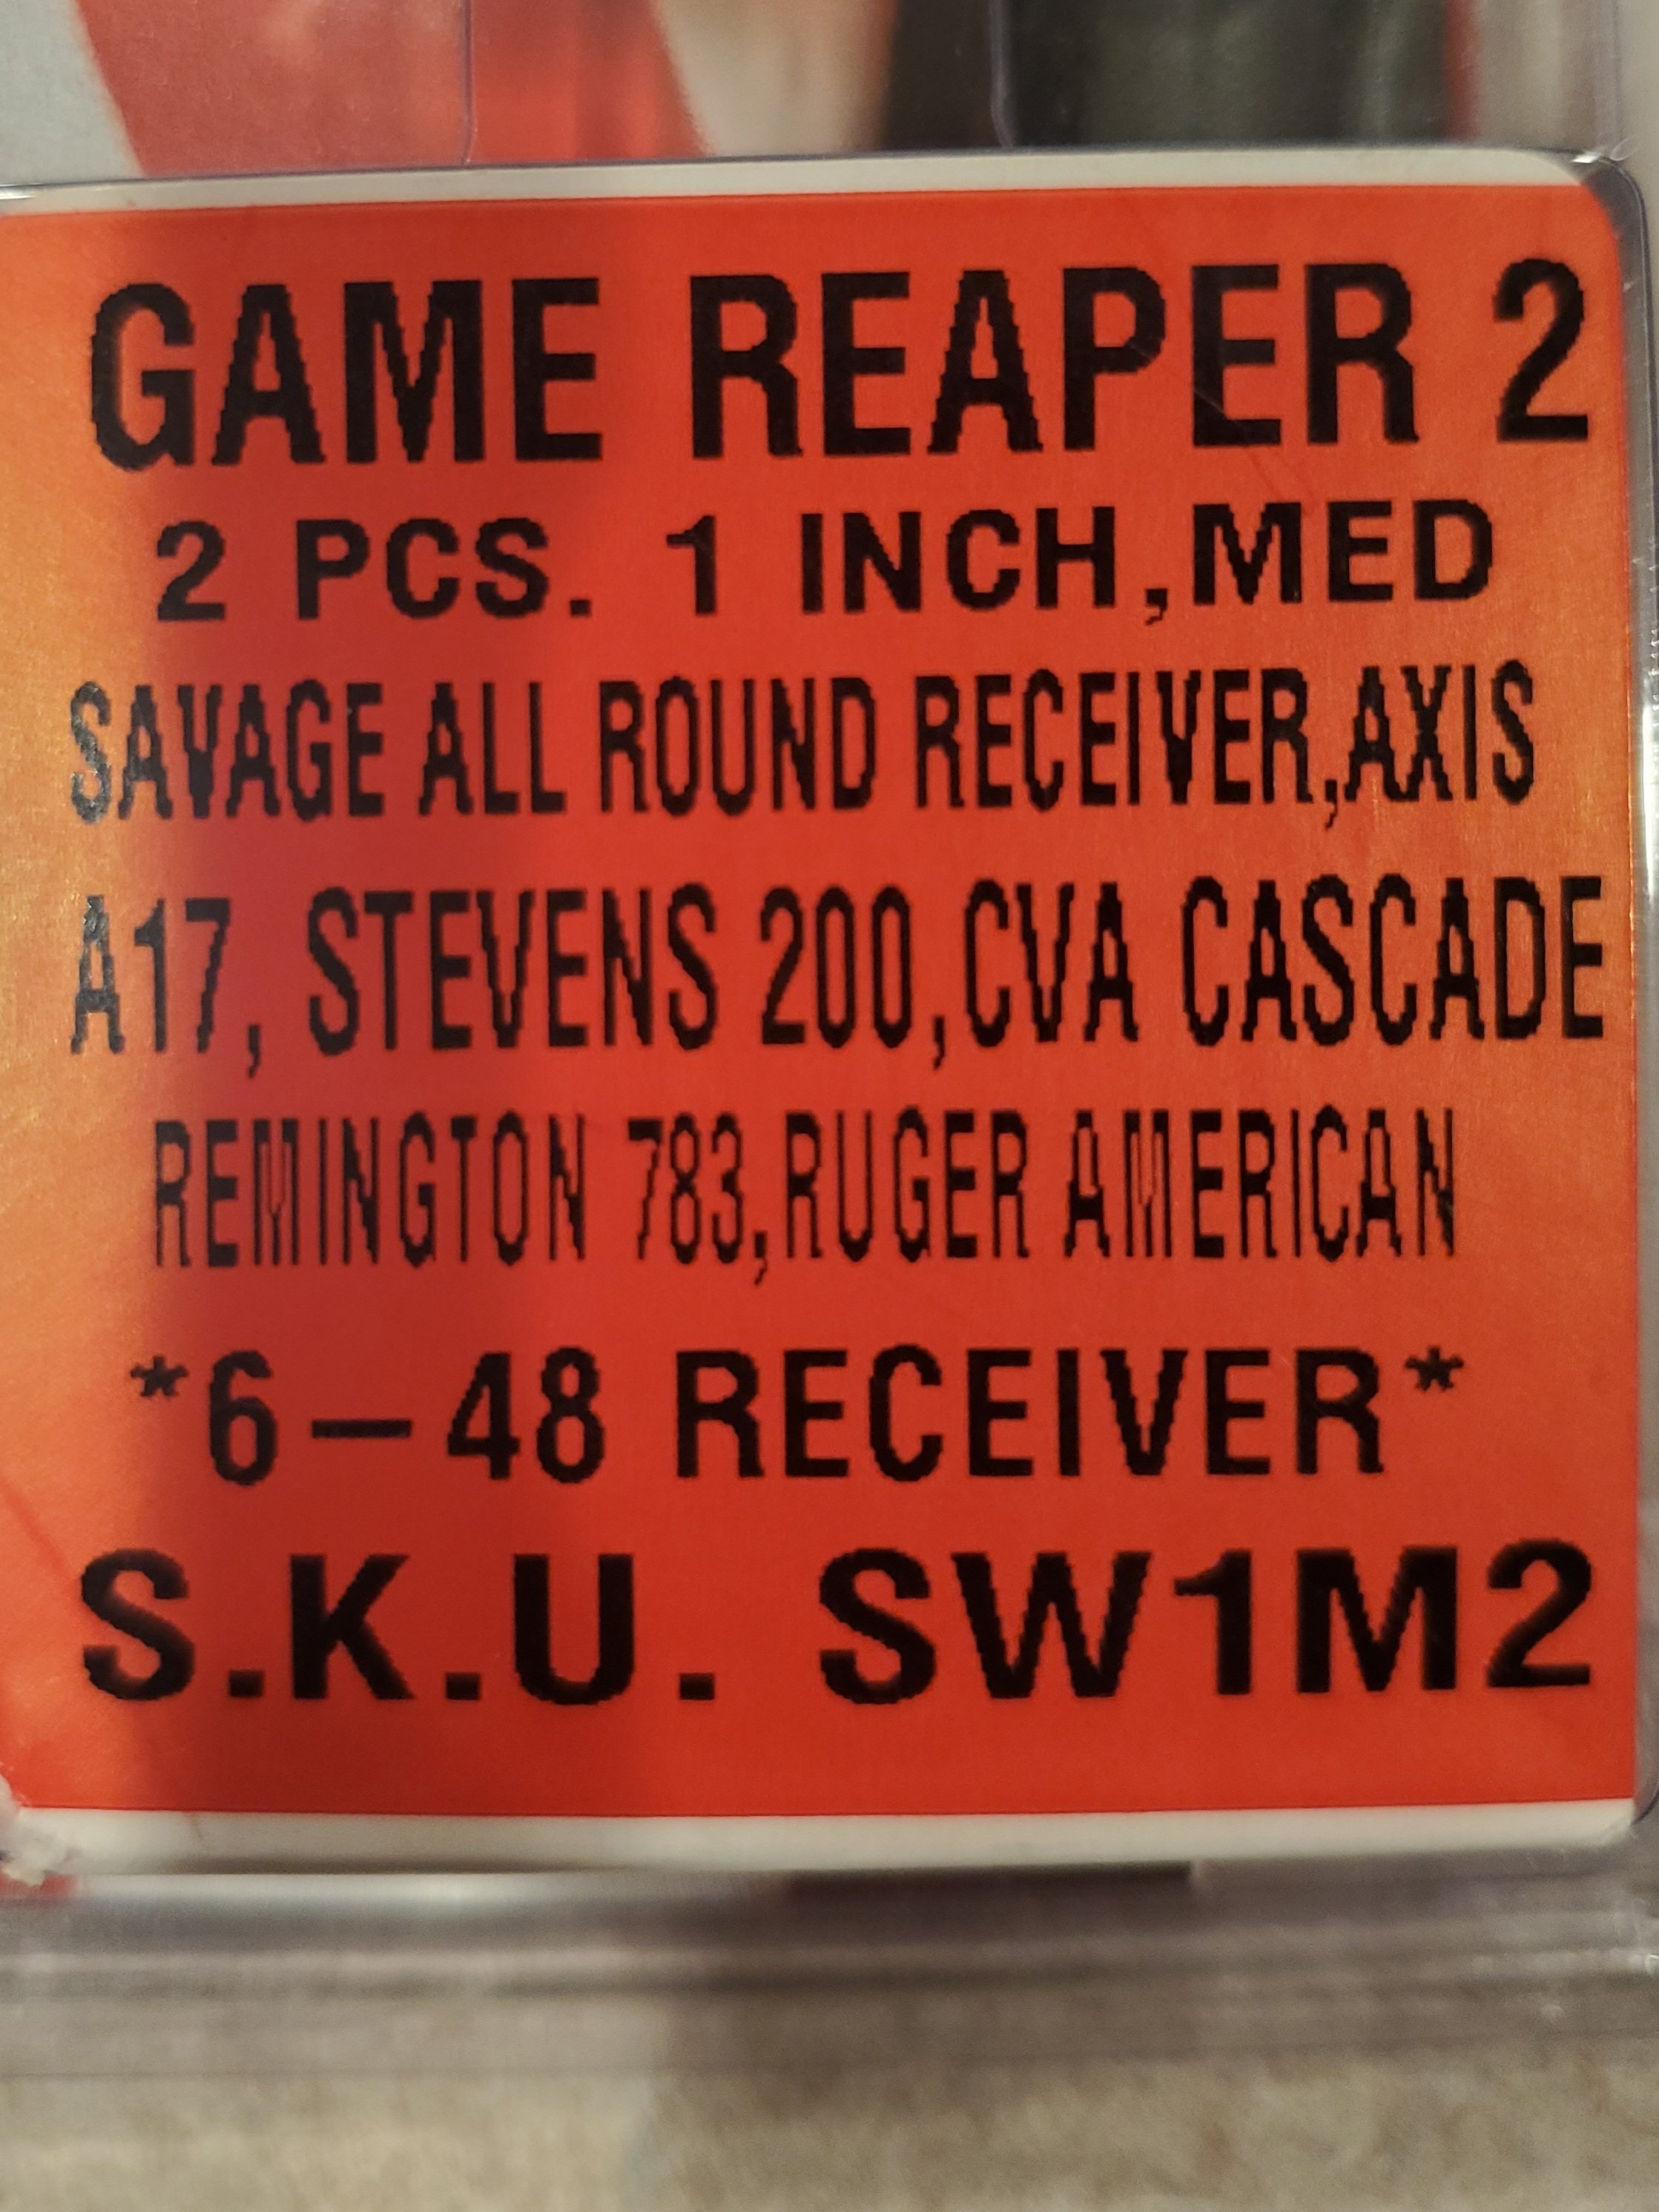 GAME REAPER 2
2 PCS. 1 INCH,MED
SAVAGE ALL ROUND RECEIVER,AXIS
A17, STEVENS 200,CVA CASCADE
REMINGTON 783,RUGER AMERICAN
*6-48 RECEIVER*
S.K.U. SW1M2